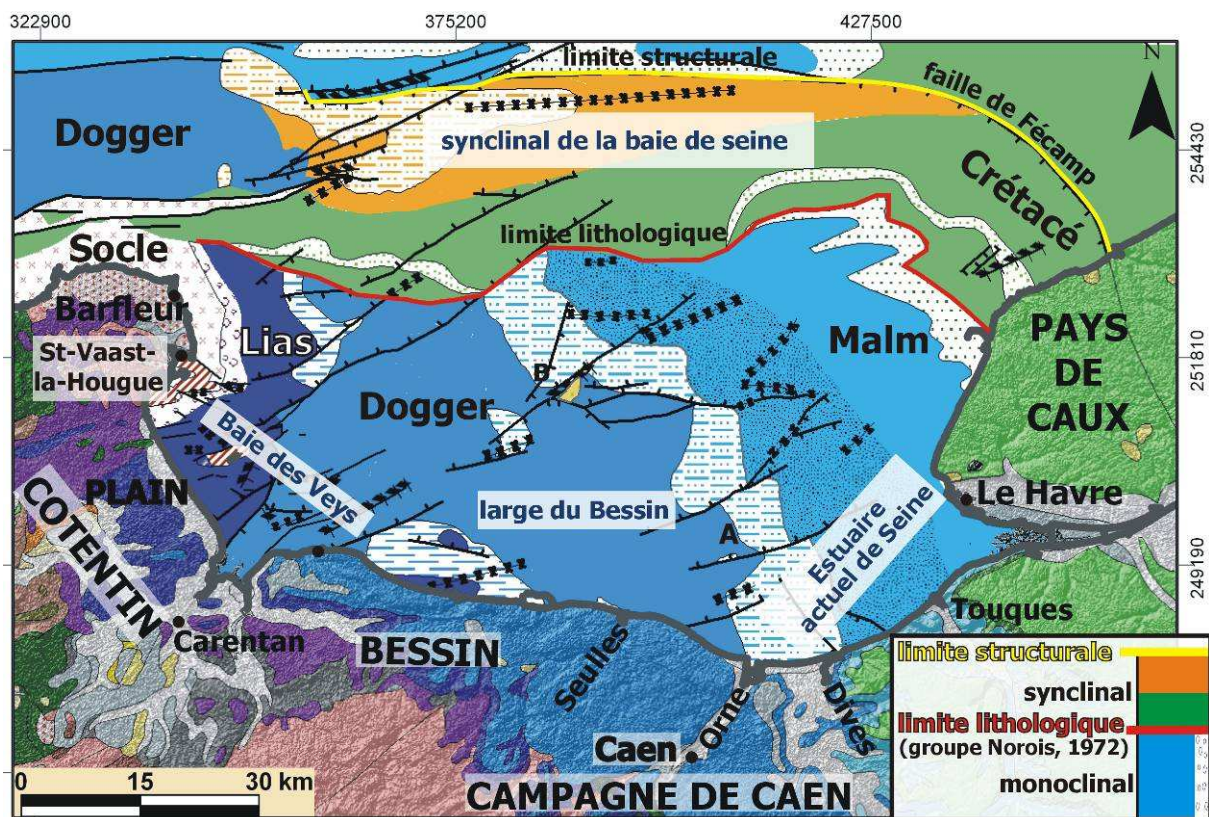 322900
375200
427500
limite structurale
N
faille de Fécamp
Dogger
synclinal de la baie de seine
254430
Crétacé
Socle
limite lithologique
Barfleur
Lias
Malm
PAYS
DE
CAUX
St-Vaast-
la-Hougue
251810
B
Dogger
Baie des Veys
PLAIN
COTENTIN
large du Bessin
Le Havre
A
Estuaire
actuel de Seine
249190
Touques
Carentan
BESSIN
Seulles
Orne
Dives
Caen
0 15 30 km
CAMPAGNE DE CAEN
limite structurale
synclinal
limite lithologique
(groupe Norois, 1972)
monoclinal